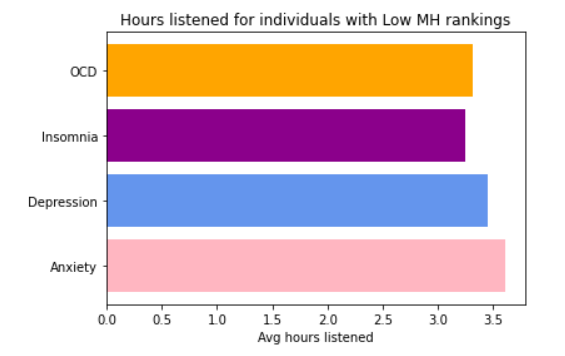 Hours listened for individuals with Low MH rankings
OCD
Insomnia
Depression
Anxiety
0.0 0.5 1.0 1.5 2.0 2.5 3.0 3.5
Avg hours listened